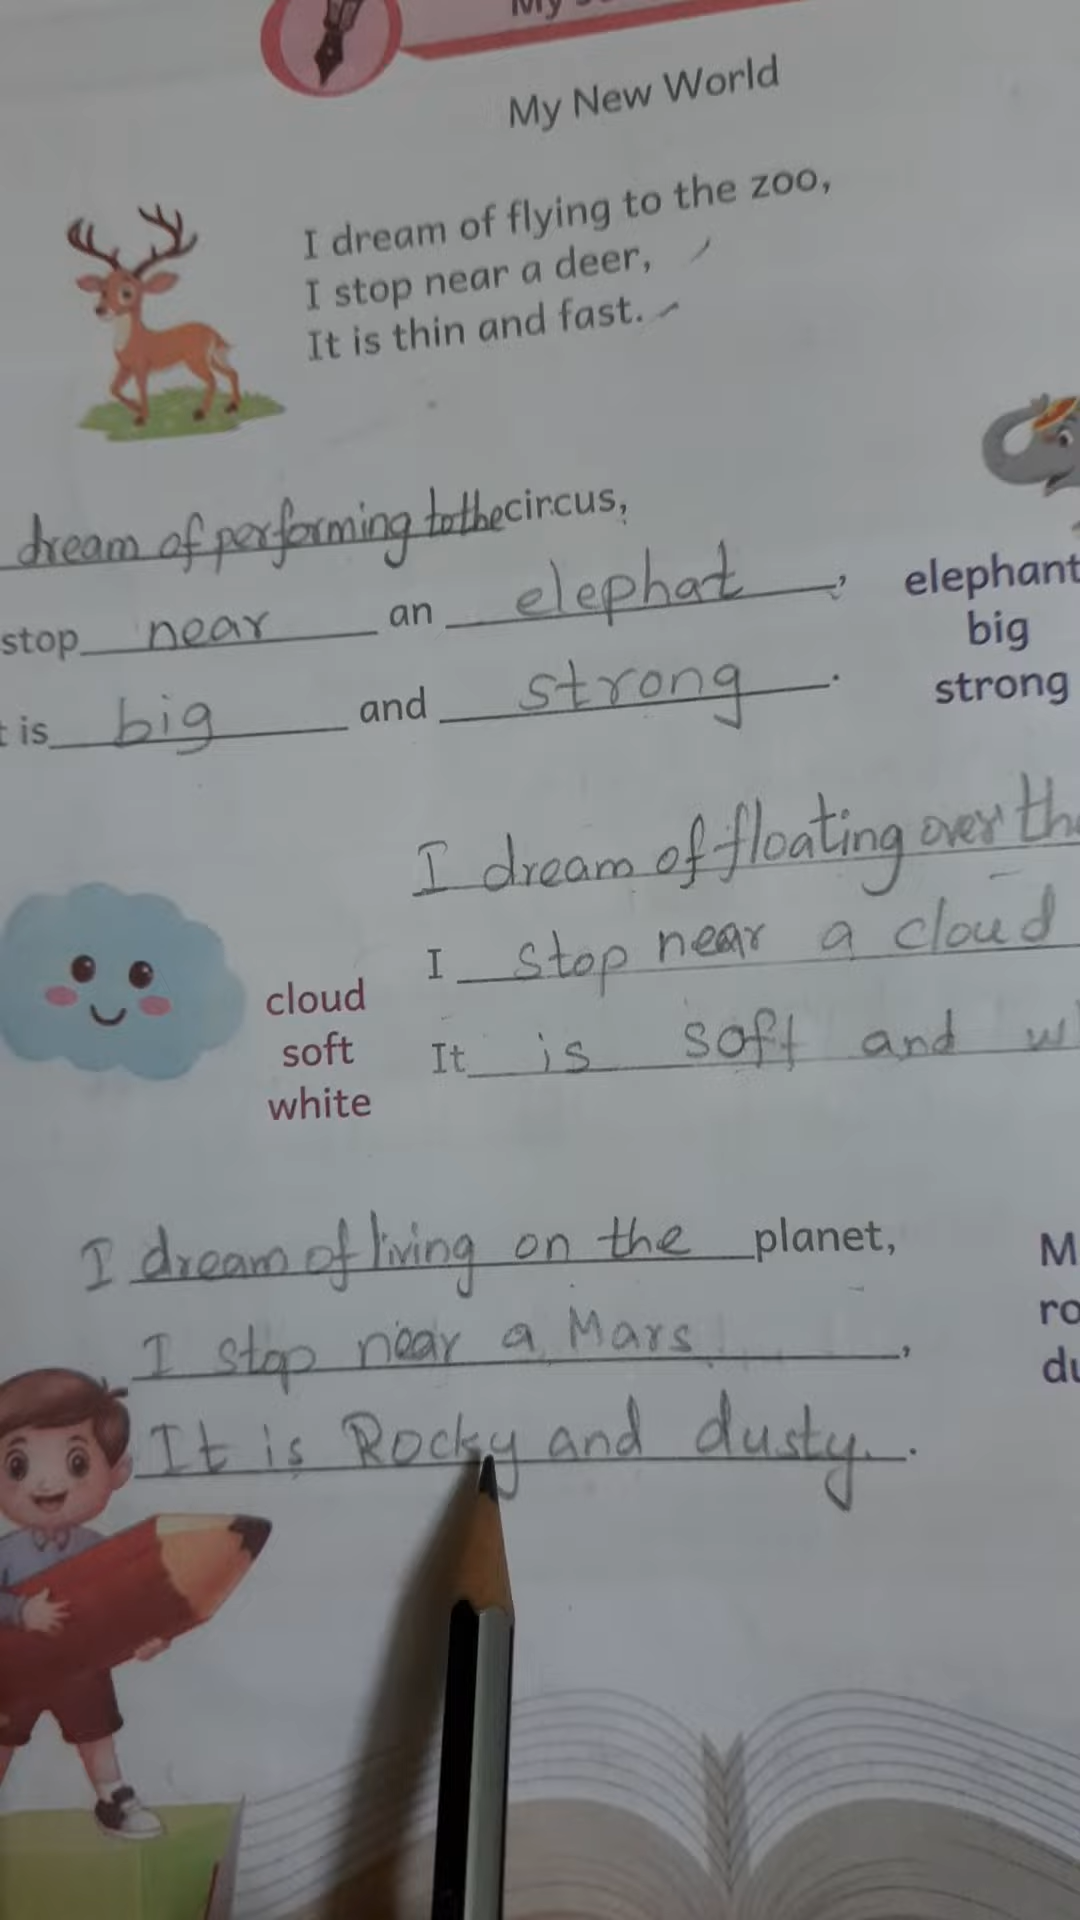 My
My New World
I dream of flying to the zoo,
I stop near a deer,
It is thin and fast.
dream of performing to the circus,
stop near an elephat,
is big and strong.
elephant
big
strong
I dream of floating over
I stop near a cloud
It is soft and
cloud
soft
white
I dream of living on the planet,
I stop near a Mars,
It is Rocky and dusty.